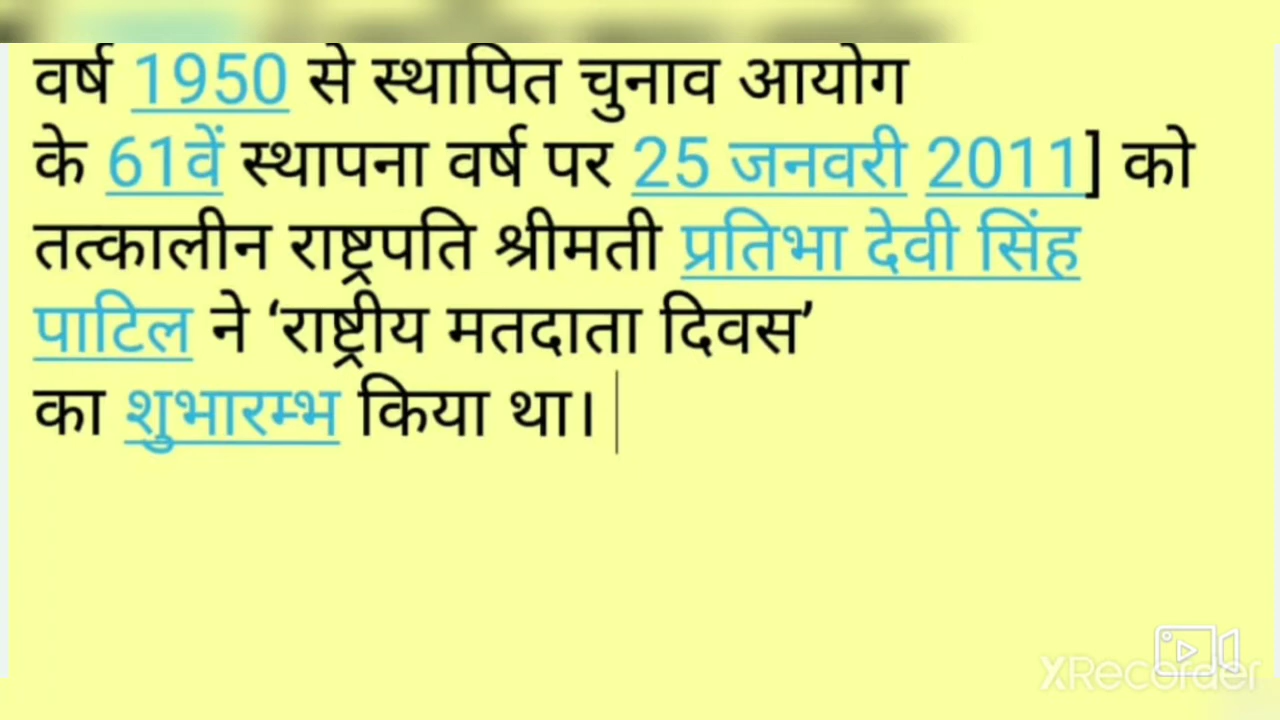 वर्ष 1950 से स्थापित चुनाव आयोग
के 61वें स्थापना वर्ष पर 25 जनवरी 2011] को
तत्कालीन राष्ट्रपति श्रीमती प्रतिभा देवी सिंह
पाटिल ने ‘राष्ट्रीय मतदाता दिवस’
का शुभारम्भ किया था।
XRecorder